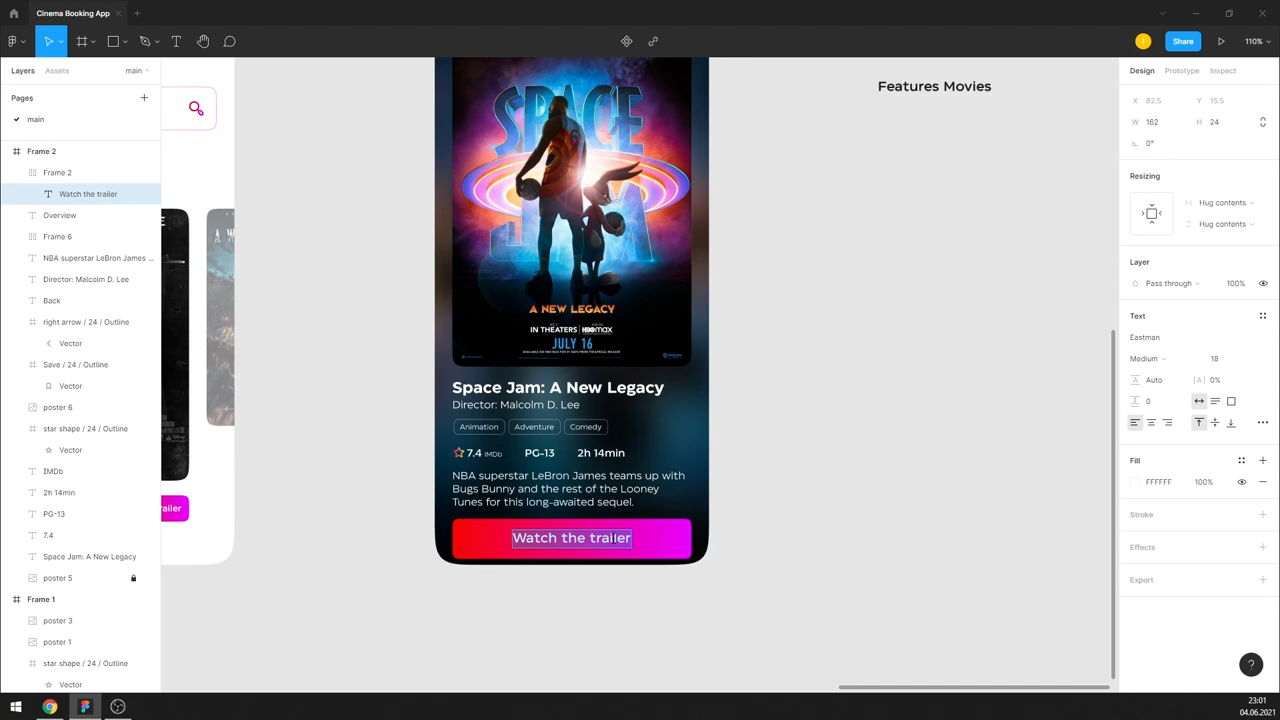 Cinema Booking App
Share
110%
Layers
Assets
main
Pages
main
Frame 2
Frame 2
Watch the trailer
Overview
Frame 6
NBA superstar LeBron James ...
Director: Malcolm D. Lee
Back
right arrow / 24 / Outline
Vector
Save / 24 / Outline
Vector
poster 6
star shape / 24 / Outline
Vector
IMDb
2h 14min
PG-13
7.4
Space Jam: A New Legacy
poster 5
Frame 1
poster 3
poster 1
star shape / 24 / Outline
Vector
railer
SPACE
JAM
A NEW LEGACY
IN THEATERS
HBOmax
JULY 16
Space Jam: A New Legacy
Director: Malcolm D. Lee
Animation
Adventure
Comedy
7.4 IMDb
PG-13
2h 14min
NBA superstar LeBron James teams up with
Bugs Bunny and the rest of the Looney
Tunes for this long-awaited sequel.
Watch the trailer
Features Movies
Design
Prototype
Inspect
X 82.5
Y 15.5
W 162
H 24
0°
Resizing
Hug contents
Hug contents
Layer
Pass through
100%
Text
Eastman
Medium
18
Auto
0%
0
Fill
FFFFFF
100%
Stroke
Effects
Export
?
23:01
04.06.2021